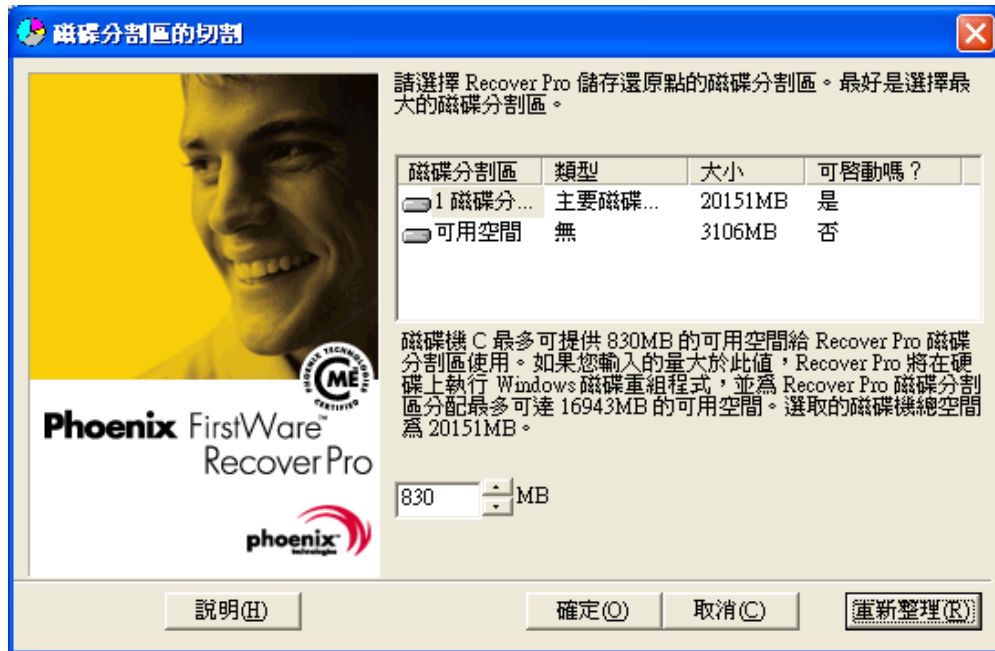 磁碟分割區的切割
請選擇 Recover Pro 儲存還原點的磁碟分割區。最好是選擇最
大的磁碟分割區。
磁碟分割區 類型 大小 可啓動嗎？
1 磁碟分... 主要磁碟... 20151MB 是
可用空間 無 3106MB 否
磁碟機 C 最多可提供 830MB 的可用空間給 Recover Pro 磁碟
分割區使用。如果您輸入的量大於此值，Recover Pro 將在硬
碟上執行 Windows 磁碟重組程式，並爲 Recover Pro 磁碟分割
區分配最多可達 16943MB 的可用空間。選取的磁碟機總空間
爲 20151MB。
830 MB
PHOENIX TECHNOLOGIES
CME
CERTIFIED
Phoenix FirstWare™
Recover Pro
phoenix
technologies
說明(H) 確定(O) 取消(C) 重新整理(R)